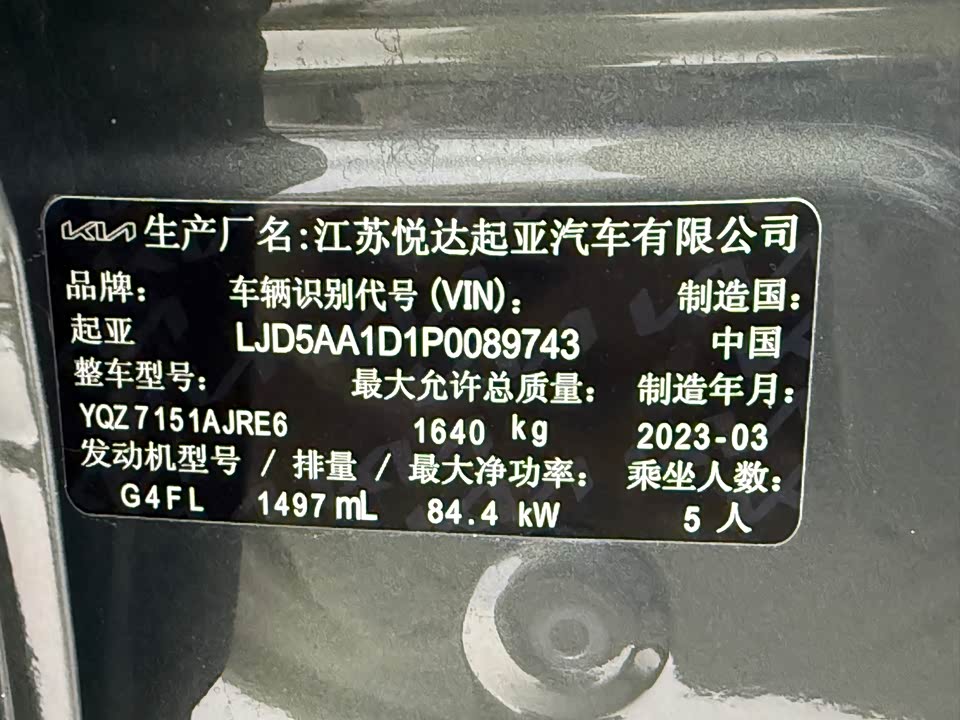 KIA 生产厂名:江苏悦达起亚汽车有限公司
品牌: 车辆识别代号(VIN): 制造国:
起亚 LJD5AA1D1P0089743 中国
整车型号: 最大允许总质量: 制造年月:
YQZ7151AJRE6 1640 kg 2023-03
发动机型号 / 排量 / 最大净功率: 乘坐人数:
G4FL 1497mL 84.4 kW 5 人